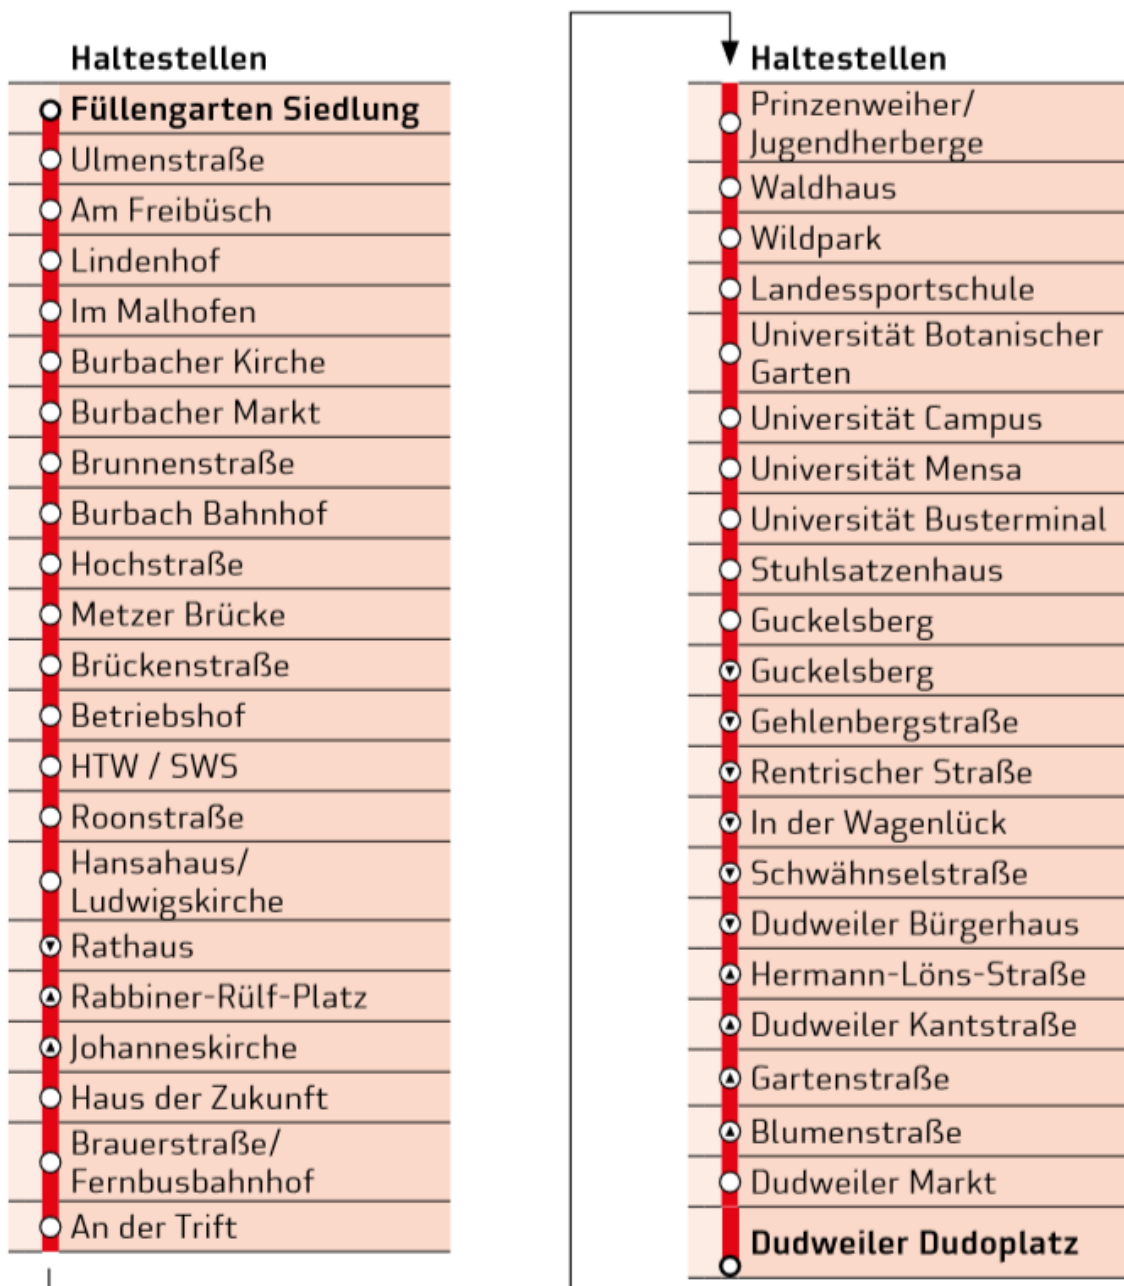 Haltestellen
Füllengarten Siedlung
Ulmenstraße
Am Freibüsch
Lindenhof
Im Malhofen
Burbacher Kirche
Burbacher Markt
Brunnenstraße
Burbach Bahnhof
Hochstraße
Metzer Brücke
Brückenstraße
Betriebshof
HTW / SWS
Roonstraße
Hansahaus/
Ludwigskirche
Rathaus
Rabbiner-Rülf-Platz
Johanneskirche
Haus der Zukunft
Brauerstraße/
Fernbusbahnhof
An der Trift
Haltestellen
Prinzenweiher/
Jugendherberge
Waldhaus
Wildpark
Landessportschule
Universität Botanischer
Garten
Universität Campus
Universität Mensa
Universität Busterminal
Stuhlsatzenhaus
Guckelsberg
Guckelsberg
Gehlenbergstraße
Rentrischer Straße
In der Wagenlück
Schwähnselstraße
Dudweiler Bürgerhaus
Hermann-Löns-Straße
Dudweiler Kantstraße
Gartenstraße
Blumenstraße
Dudweiler Markt
Dudweiler Dudoplatz